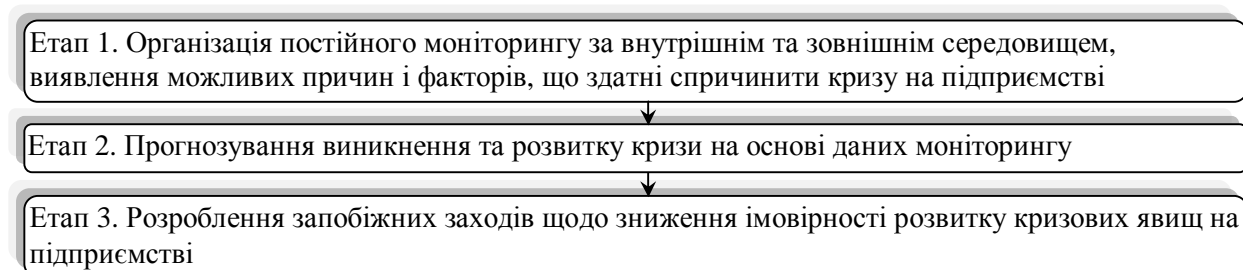 Етап 1. Організація постійного моніторингу за внутрішнім та зовнішнім середовищем,
виявлення можливих причин і факторів, що здатні спричинити кризу на підприємстві
Етап 2. Прогнозування виникнення та розвитку кризи на основі даних моніторингу
Етап 3. Розроблення запобіжних заходів щодо зниження імовірності розвитку кризових явищ на
підприємстві